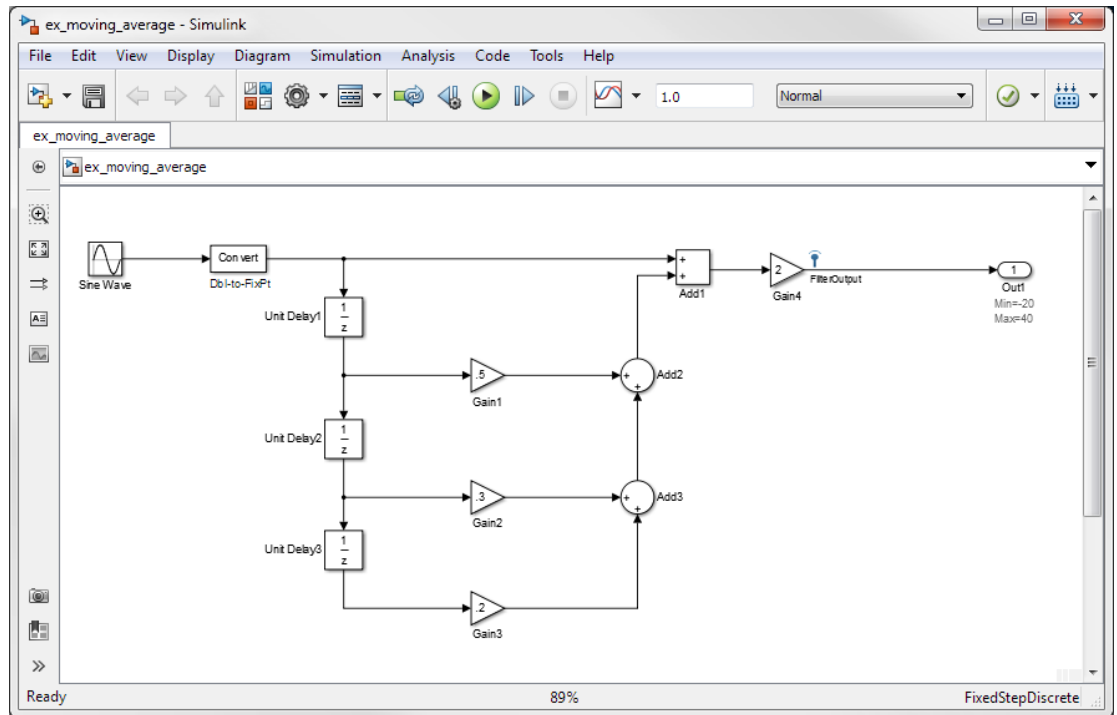 ex_moving_average - Simulink
File Edit View Display Diagram Simulation Analysis Code Tools Help
1.0 Normal
ex_moving_average
ex_moving_average
Sine Wave
Convert
Dbl-to-FixPt
+
+
Add1
2
Gain4
FilterOutput
1
Out1
Min=-20
Max=40
Unit Delay1
1
z
.5
Gain1
+
+
Add2
Unit Delay2
1
z
.3
Gain2
+
+
Add3
Unit Delay3
1
z
.2
Gain3
Ready 89% FixedStepDiscrete